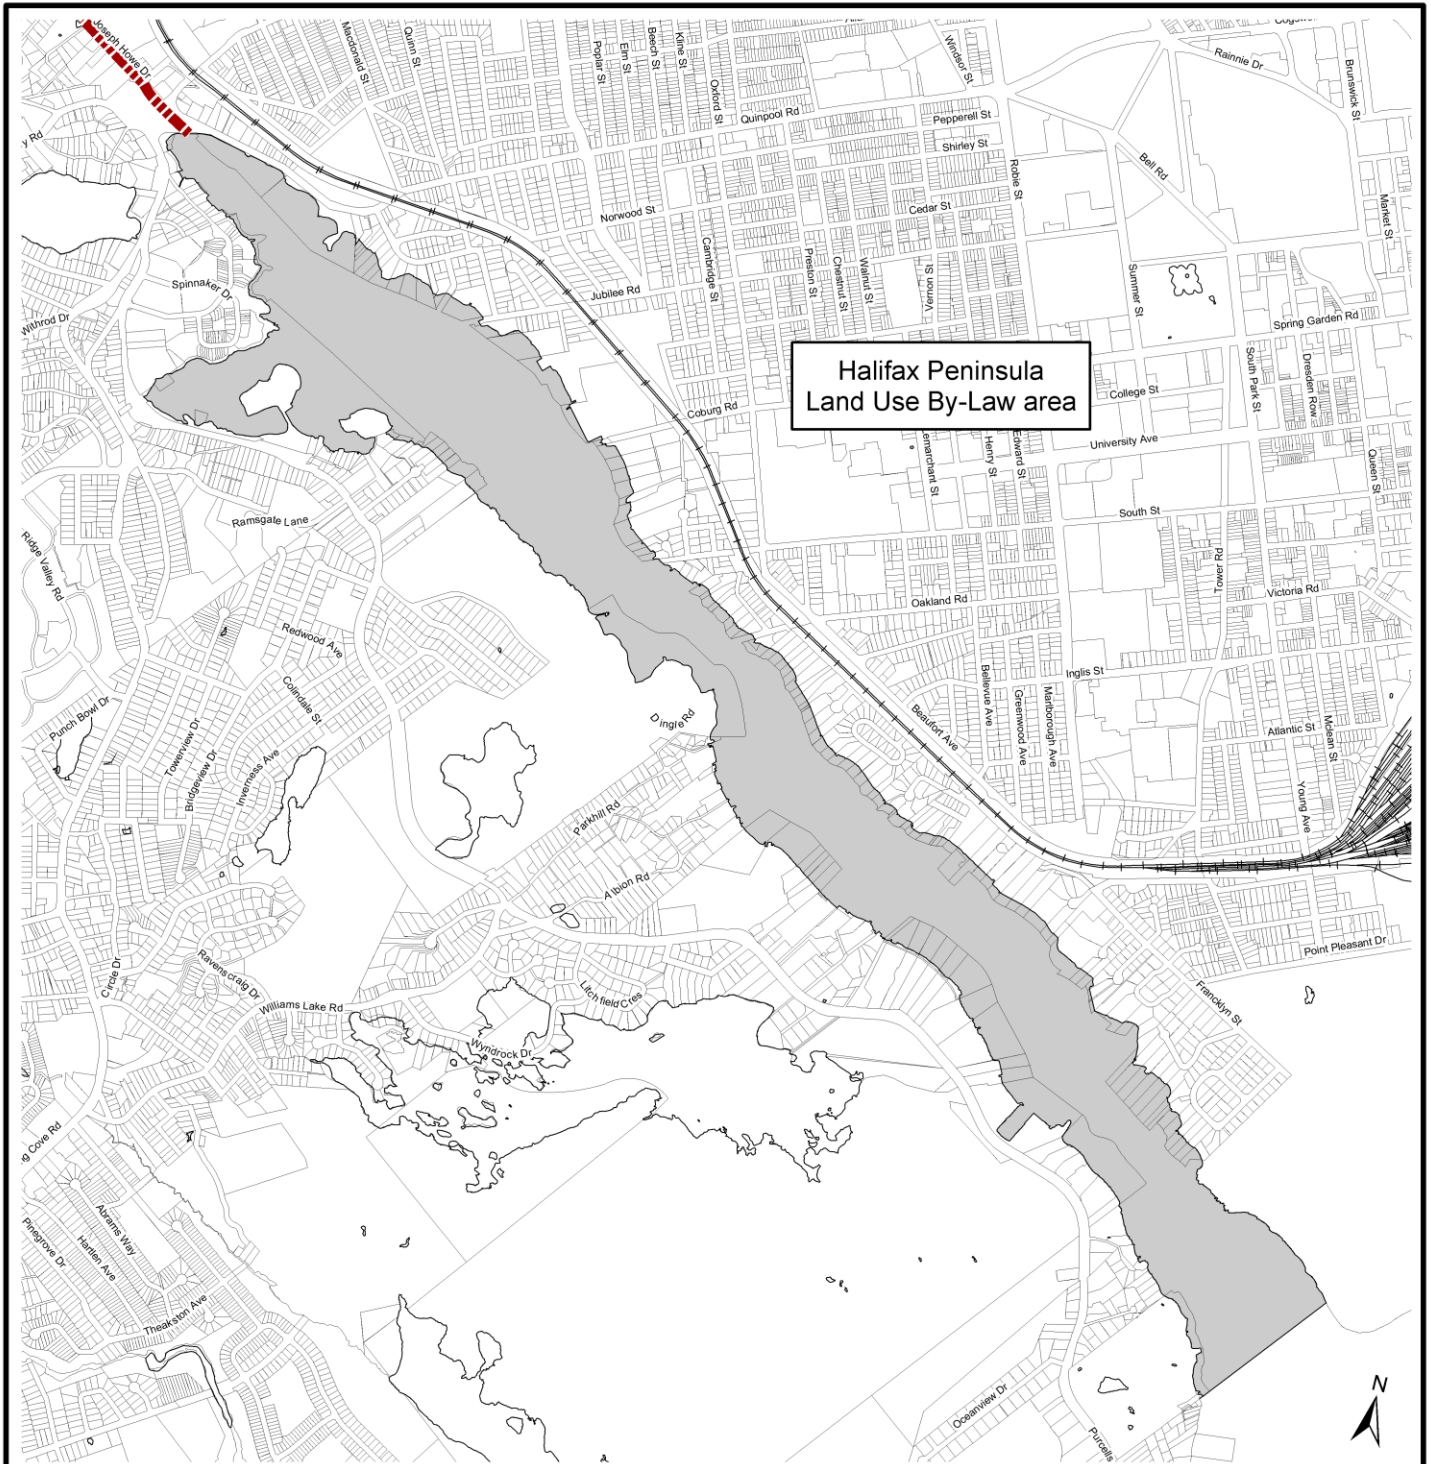 Joseph Howe Dr
Macdonald St
Quinn St
Poplar St
Elm St
Beech St
Kline St
Oxford St
Windsor St
Rainnie Dr
Brunswick St
Quinpool Rd
Pepperell St
Shirley St
Robie St
Bell Rd
Market St
Norwood St
Cedar St
Cambridge St
Preston St
Chestnut St
Walnut St
Vernon St
Summer St
Spinnaker Dr
Jubilee Rd
Withrod Dr
Spring Garden Rd
South Park St
Dresden Row
Halifax Peninsula
Land Use By-Law area
College St
Coburg Rd
University Ave
Lemarchant St
Henry St
Edward St
Queen St
South St
Ramsgate Lane
Ridge Valley Rd
Tower Rd
Victoria Rd
Oakland Rd
Redwood Ave
Colindale St
Inglis St
Bellevue Ave
Greenwood Ave
Marlborough Ave
Beaufort Ave
Dingle Rd
Punch Bowl Dr
Towerview Dr
Bridgeview Dr
Inverness Ave
Atlantic St
Mclean St
Young Ave
Parkhill Rd
Albion Rd
Point Pleasant Dr
Circle Dr
Ravenscraig Dr
Williams Lake Rd
Litchfield Cres
Francklyn St
Wyndrock Dr
Cove Rd
Abrams Way
Hartlen Ave
Pinegrove Dr
Theakston Ave
Oceanview Dr
Purcells
N